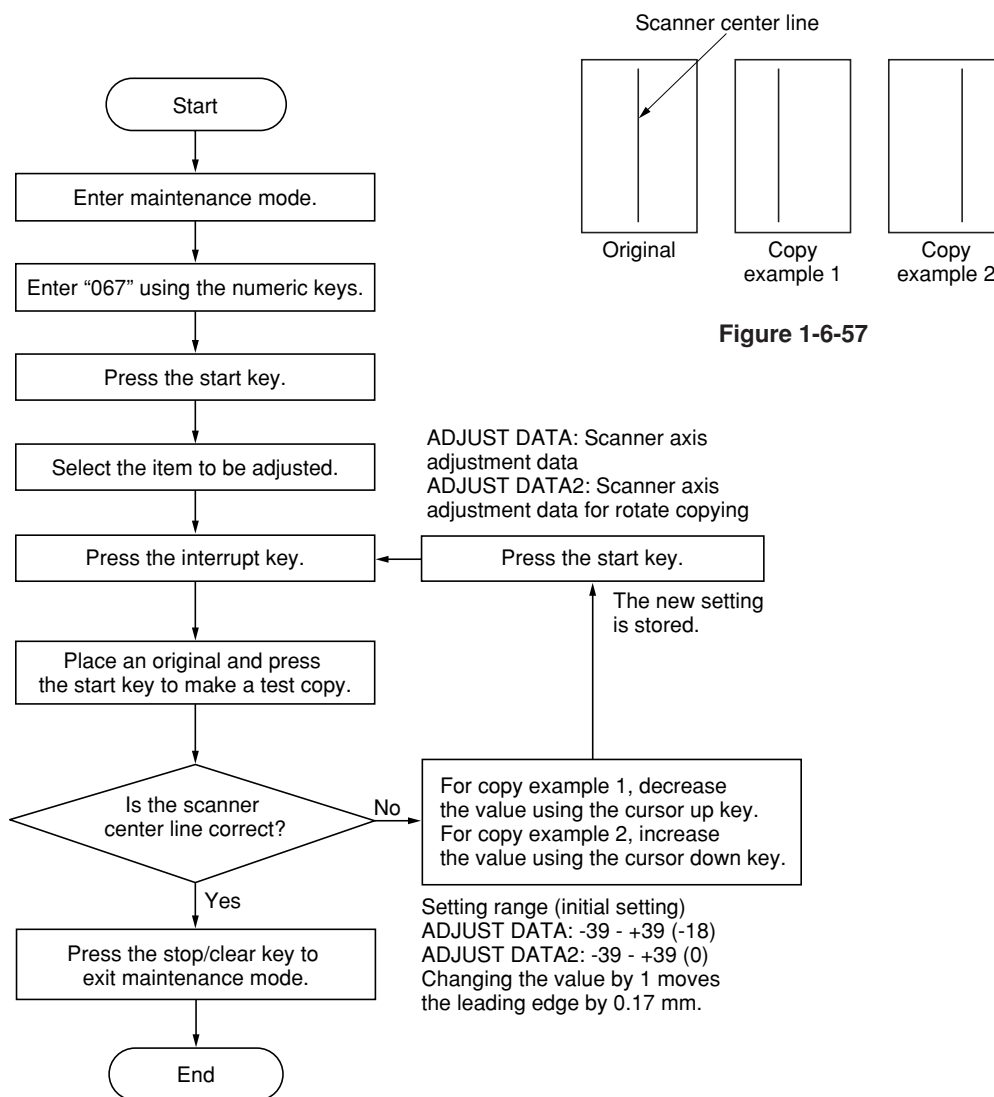 Scanner center line
Original
Copy
example 1
Copy
example 2
Figure 1-6-57
Start
Enter maintenance mode.
Enter “067” using the numeric keys.
Press the start key.
Select the item to be adjusted.
ADJUST DATA: Scanner axis
adjustment data
ADJUST DATA2: Scanner axis
adjustment data for rotate copying
Press the interrupt key.
Press the start key.
The new setting
is stored.
Place an original and press
the start key to make a test copy.
Is the scanner
center line correct?
No
For copy example 1, decrease
the value using the cursor up key.
For copy example 2, increase
the value using the cursor down key.
Yes
Setting range (initial setting)
ADJUST DATA: -39 - +39 (-18)
ADJUST DATA2: -39 - +39 (0)
Changing the value by 1 moves
the leading edge by 0.17 mm.
Press the stop/clear key to
exit maintenance mode.
End